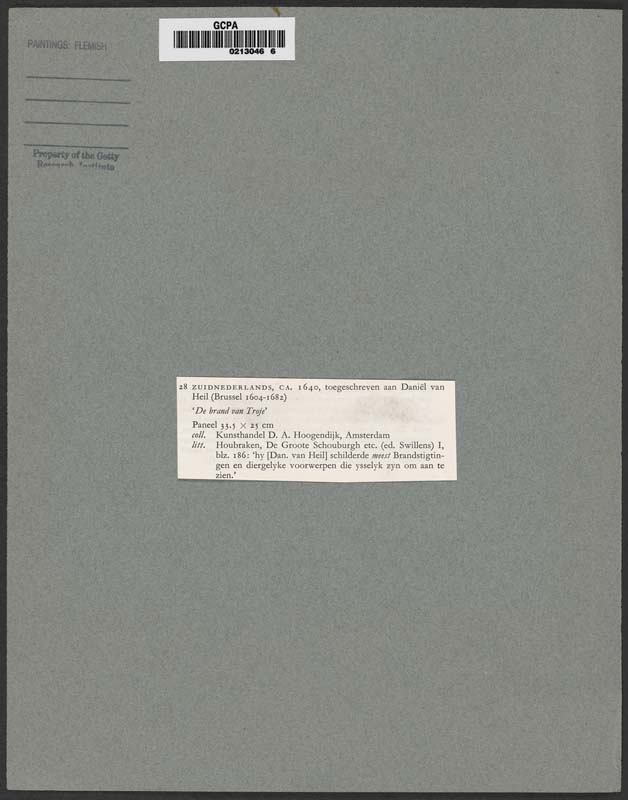 PAINTINGS: FLEMISH
GCPA
0213046 6
Property of the Getty
Research Institute
28 ZUIDNEDERLANDS, CA. 1640, toegeschreven aan Daniël van
Heil (Brussel 1604-1682)
‘De brand van Troje’
Paneel 33.5 × 25 cm
coll. Kunsthandel D. A. Hoogendijk, Amsterdam
litt. Houbraken, De Groote Schouburgh etc. (ed. Swillens) I,
blz. 186: ‘hy [Dan. van Heil] schilderde meest Brandstigtin-
gen en diergelyke voorwerpen die ysselyk zyn om aan te
zien.’